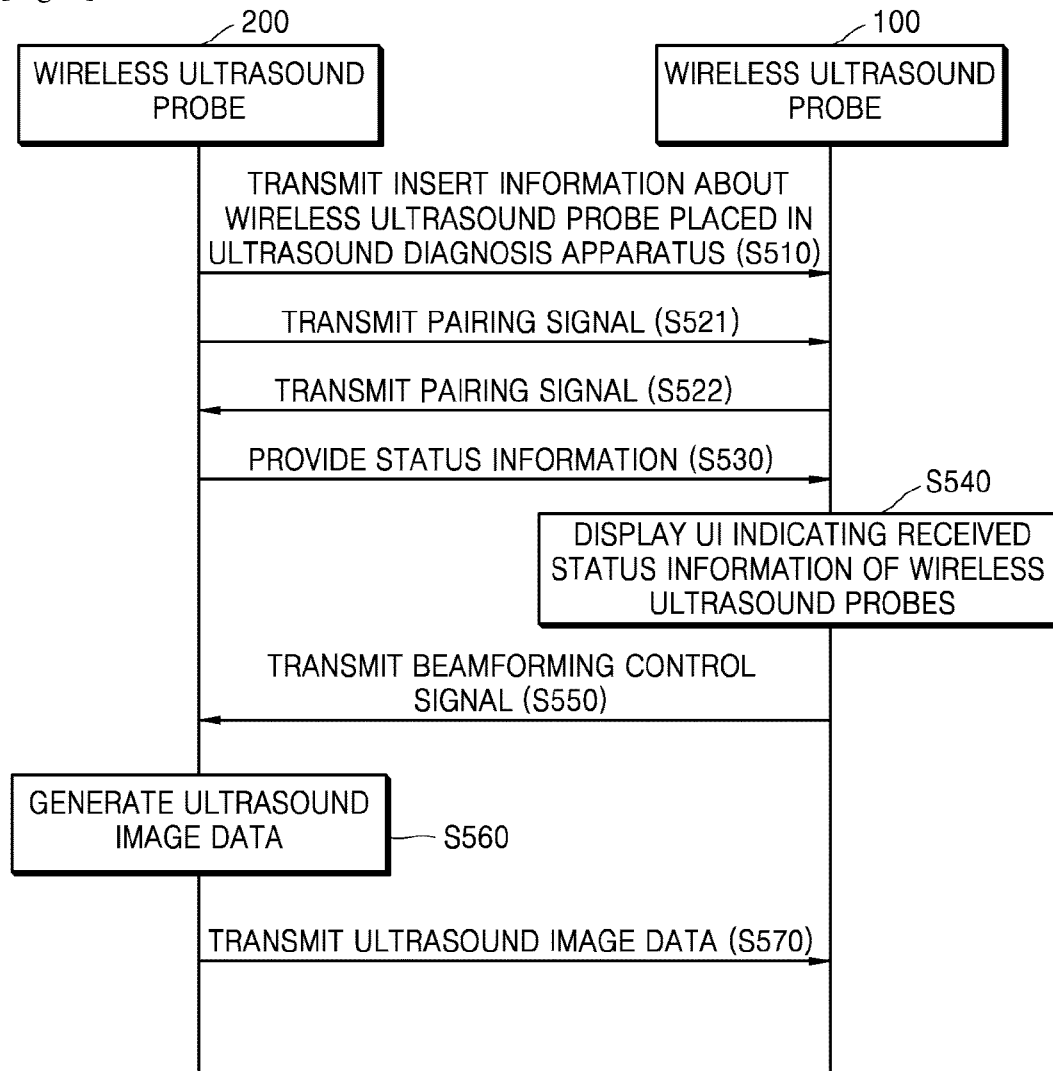 200
100
WIRELESS ULTRASOUND
PROBE
WIRELESS ULTRASOUND
PROBE
TRANSMIT INSERT INFORMATION ABOUT
WIRELESS ULTRASOUND PROBE PLACED IN
ULTRASOUND DIAGNOSIS APPARATUS (S510)
TRANSMIT PAIRING SIGNAL (S521)
TRANSMIT PAIRING SIGNAL (S522)
PROVIDE STATUS INFORMATION (S530)
S540
DISPLAY UI INDICATING RECEIVED
STATUS INFORMATION OF WIRELESS
ULTRASOUND PROBES
TRANSMIT BEAMFORMING CONTROL
SIGNAL (S550)
GENERATE ULTRASOUND
IMAGE DATA
S560
TRANSMIT ULTRASOUND IMAGE DATA (S570)